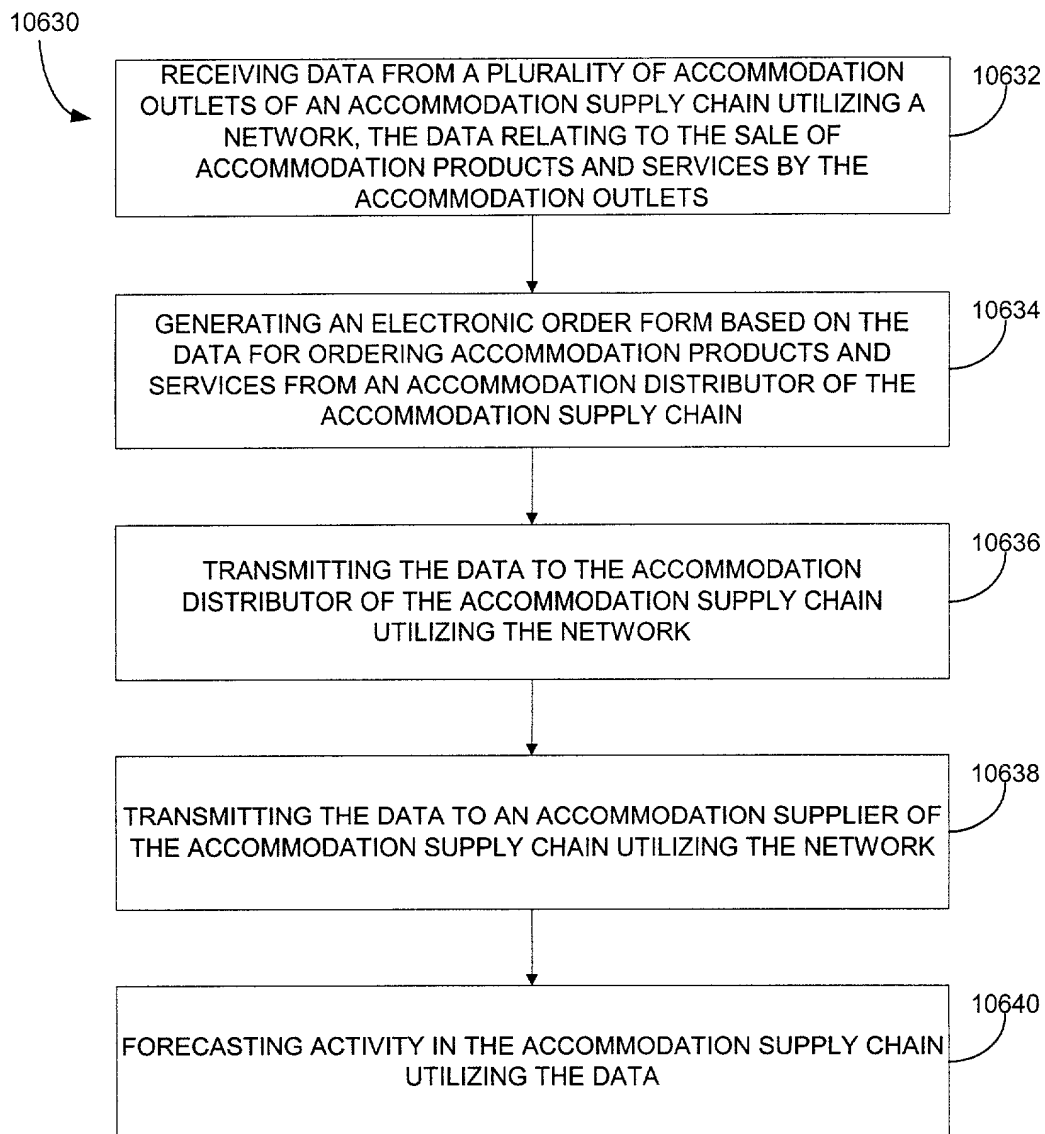 10630
RECEIVING DATA FROM A PLURALITY OF ACCOMMODATION
OUTLETS OF AN ACCOMMODATION SUPPLY CHAIN UTILIZING A
NETWORK, THE DATA RELATING TO THE SALE OF
ACCOMMODATION PRODUCTS AND SERVICES BY THE
ACCOMMODATION OUTLETS
10632
GENERATING AN ELECTRONIC ORDER FORM BASED ON THE
DATA FOR ORDERING ACCOMMODATION PRODUCTS AND
SERVICES FROM AN ACCOMMODATION DISTRIBUTOR OF THE
ACCOMMODATION SUPPLY CHAIN
10634
TRANSMITTING THE DATA TO THE ACCOMMODATION
DISTRIBUTOR OF THE ACCOMMODATION SUPPLY CHAIN
UTILIZING THE NETWORK
10636
TRANSMITTING THE DATA TO AN ACCOMMODATION SUPPLIER OF
THE ACCOMMODATION SUPPLY CHAIN UTILIZING THE NETWORK
10638
FORECASTING ACTIVITY IN THE ACCOMMODATION SUPPLY CHAIN
UTILIZING THE DATA
10640